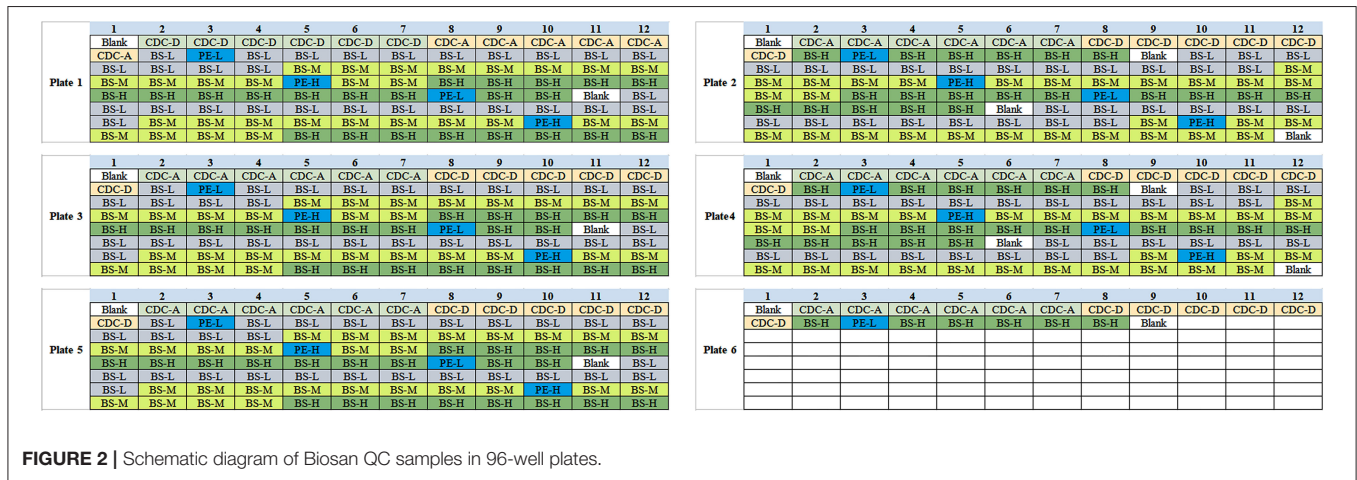 1 2 3 4 5 6 7 8 9 10 11 12
Blank CDC-D CDC-D CDC-D CDC-D CDC-D CDC-D CDC-A CDC-A CDC-A CDC-A CDC-A
CDC-A BS-L PE-L BS-L BS-L BS-L BS-L BS-L BS-L BS-L BS-L BS-L
BS-L BS-L BS-L BS-L BS-M BS-M BS-M BS-M BS-M BS-M BS-M BS-M
Plate 1 BS-M BS-M BS-M BS-M PE-H BS-M BS-M BS-H BS-H BS-H BS-H BS-H
BS-H BS-H BS-H BS-H BS-H BS-H BS-H PE-L BS-H BS-H Blank BS-L
BS-L BS-L BS-L BS-L BS-L BS-L BS-L BS-L BS-L BS-L BS-L BS-L
BS-L BS-M BS-M BS-M BS-M BS-M BS-M BS-M BS-M PE-H BS-M BS-M
BS-M BS-M BS-M BS-M BS-H BS-H BS-H BS-H BS-H BS-H BS-H BS-H
1 2 3 4 5 6 7 8 9 10 11 12
Blank CDC-A CDC-A CDC-A CDC-A CDC-A CDC-A CDC-D CDC-D CDC-D CDC-D CDC-D
CDC-D BS-H PE-L BS-H BS-H BS-H BS-H BS-H Blank BS-L BS-L BS-L
BS-L BS-L BS-L BS-L BS-L BS-L BS-L BS-L BS-L BS-L BS-L BS-M
Plate 2 BS-M BS-M BS-M BS-M PE-H BS-M BS-M BS-M BS-M BS-M BS-M BS-M
BS-M BS-M BS-H BS-H BS-H BS-H BS-H PE-L BS-H BS-H BS-H BS-H
BS-H BS-H BS-H BS-H BS-H Blank BS-L BS-L BS-L BS-L BS-L BS-L
BS-L BS-L BS-L BS-L BS-L BS-L BS-L BS-L BS-M PE-H BS-M BS-M
BS-M BS-M BS-M BS-M BS-M BS-M BS-M BS-M BS-M BS-M BS-M Blank
1 2 3 4 5 6 7 8 9 10 11 12
Blank CDC-A CDC-A CDC-A CDC-A CDC-A CDC-A CDC-D CDC-D CDC-D CDC-D CDC-D
CDC-D BS-L PE-L BS-L BS-L BS-L BS-L BS-L BS-L BS-L BS-L BS-L
BS-L BS-L BS-L BS-L BS-M BS-M BS-M BS-M BS-M BS-M BS-M BS-M
Plate 3 BS-M BS-M BS-M BS-M PE-H BS-M BS-M BS-H BS-H BS-H BS-H BS-H
BS-H BS-H BS-H BS-H BS-H BS-H BS-H PE-L BS-H BS-H Blank BS-L
BS-L BS-L BS-L BS-L BS-L BS-L BS-L BS-L BS-L BS-L BS-L BS-L
BS-L BS-M BS-M BS-M BS-M BS-M BS-M BS-M BS-M PE-H BS-M BS-M
BS-M BS-M BS-M BS-M BS-H BS-H BS-H BS-H BS-H BS-H BS-H BS-H
1 2 3 4 5 6 7 8 9 10 11 12
Blank CDC-A CDC-A CDC-A CDC-A CDC-A CDC-A CDC-D CDC-D CDC-D CDC-D CDC-D
CDC-D BS-H PE-L BS-H BS-H BS-H BS-H BS-H Blank BS-L BS-L BS-L
BS-L BS-L BS-L BS-L BS-L BS-L BS-L BS-L BS-L BS-L BS-L BS-M
Plate4 BS-M BS-M BS-M BS-M PE-H BS-M BS-M BS-M BS-M BS-M BS-M BS-M
BS-M BS-M BS-H BS-H BS-H BS-H BS-H PE-L BS-H BS-H BS-H BS-H
BS-H BS-H BS-H BS-H BS-H Blank BS-L BS-L BS-L BS-L BS-L BS-L
BS-L BS-L BS-L BS-L BS-L BS-L BS-L BS-L BS-M PE-H BS-M BS-M
BS-M BS-M BS-M BS-M BS-M BS-M BS-M BS-M BS-M BS-M BS-M Blank
1 2 3 4 5 6 7 8 9 10 11 12
Blank CDC-A CDC-A CDC-A CDC-A CDC-A CDC-A CDC-D CDC-D CDC-D CDC-D CDC-D
CDC-D BS-L PE-L BS-L BS-L BS-L BS-L BS-L BS-L BS-L BS-L BS-L
BS-L BS-L BS-L BS-L BS-M BS-M BS-M BS-M BS-M BS-M BS-M BS-M
Plate 5 BS-M BS-M BS-M BS-M PE-H BS-M BS-M BS-H BS-H BS-H BS-H BS-H
BS-H BS-H BS-H BS-H BS-H BS-H BS-H PE-L BS-H BS-H Blank BS-L
BS-L BS-L BS-L BS-L BS-L BS-L BS-L BS-L BS-L BS-L BS-L BS-L
BS-L BS-M BS-M BS-M BS-M BS-M BS-M BS-M BS-M PE-H BS-M BS-M
BS-M BS-M BS-M BS-M BS-H BS-H BS-H BS-H BS-H BS-H BS-H BS-H
1 2 3 4 5 6 7 8 9 10 11 12
Blank CDC-A CDC-A CDC-A CDC-A CDC-A CDC-A CDC-D CDC-D CDC-D CDC-D CDC-D
CDC-D BS-H PE-L BS-H BS-H BS-H BS-H BS-H Blank
Plate 6
FIGURE 2 | Schematic diagram of Biosan QC samples in 96-well plates.